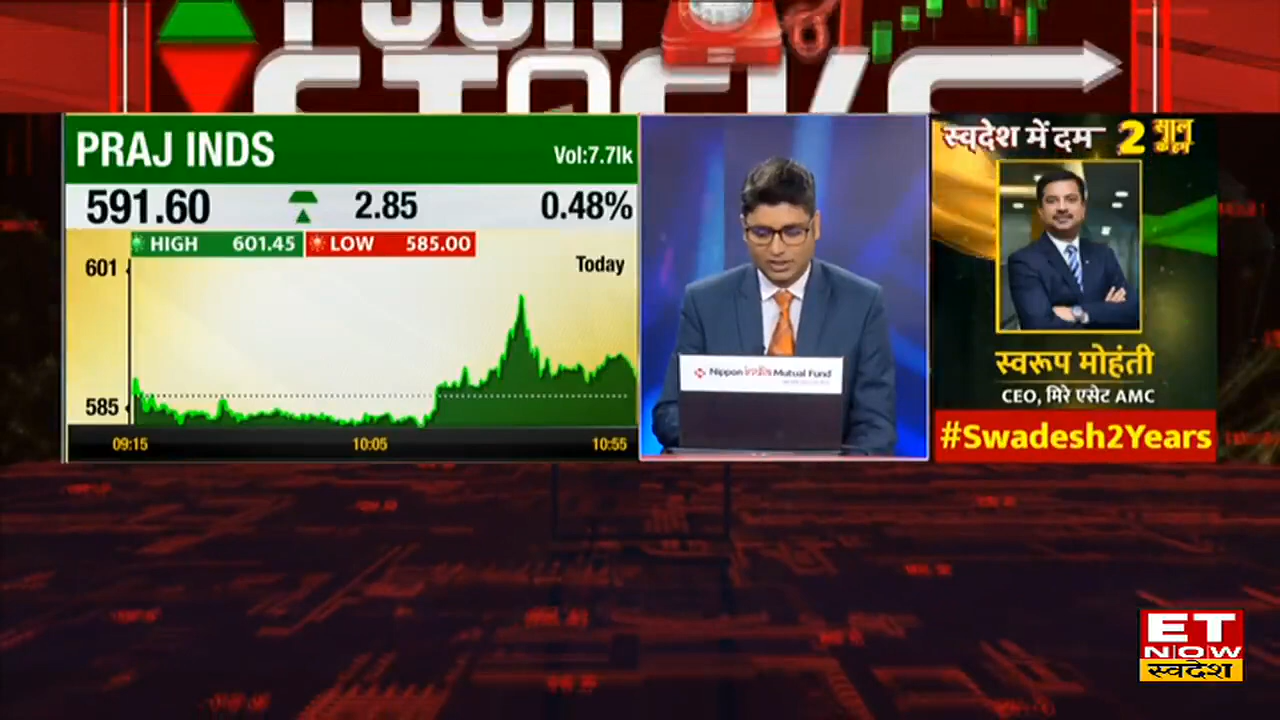 STOCK
PRAJ INDS
Vol:7.7lk
591.60 2.85 0.48%
HIGH 601.45 LOW 585.00
601
Today
585
09:15 10:05 10:55
Nippon india Mutual Fund
स्वदेश में दम 2 साल
स्वरूप मोहंती
CEO, मिरे एसेट AMC
#Swadesh2Years
ET
NOW
स्वदेश